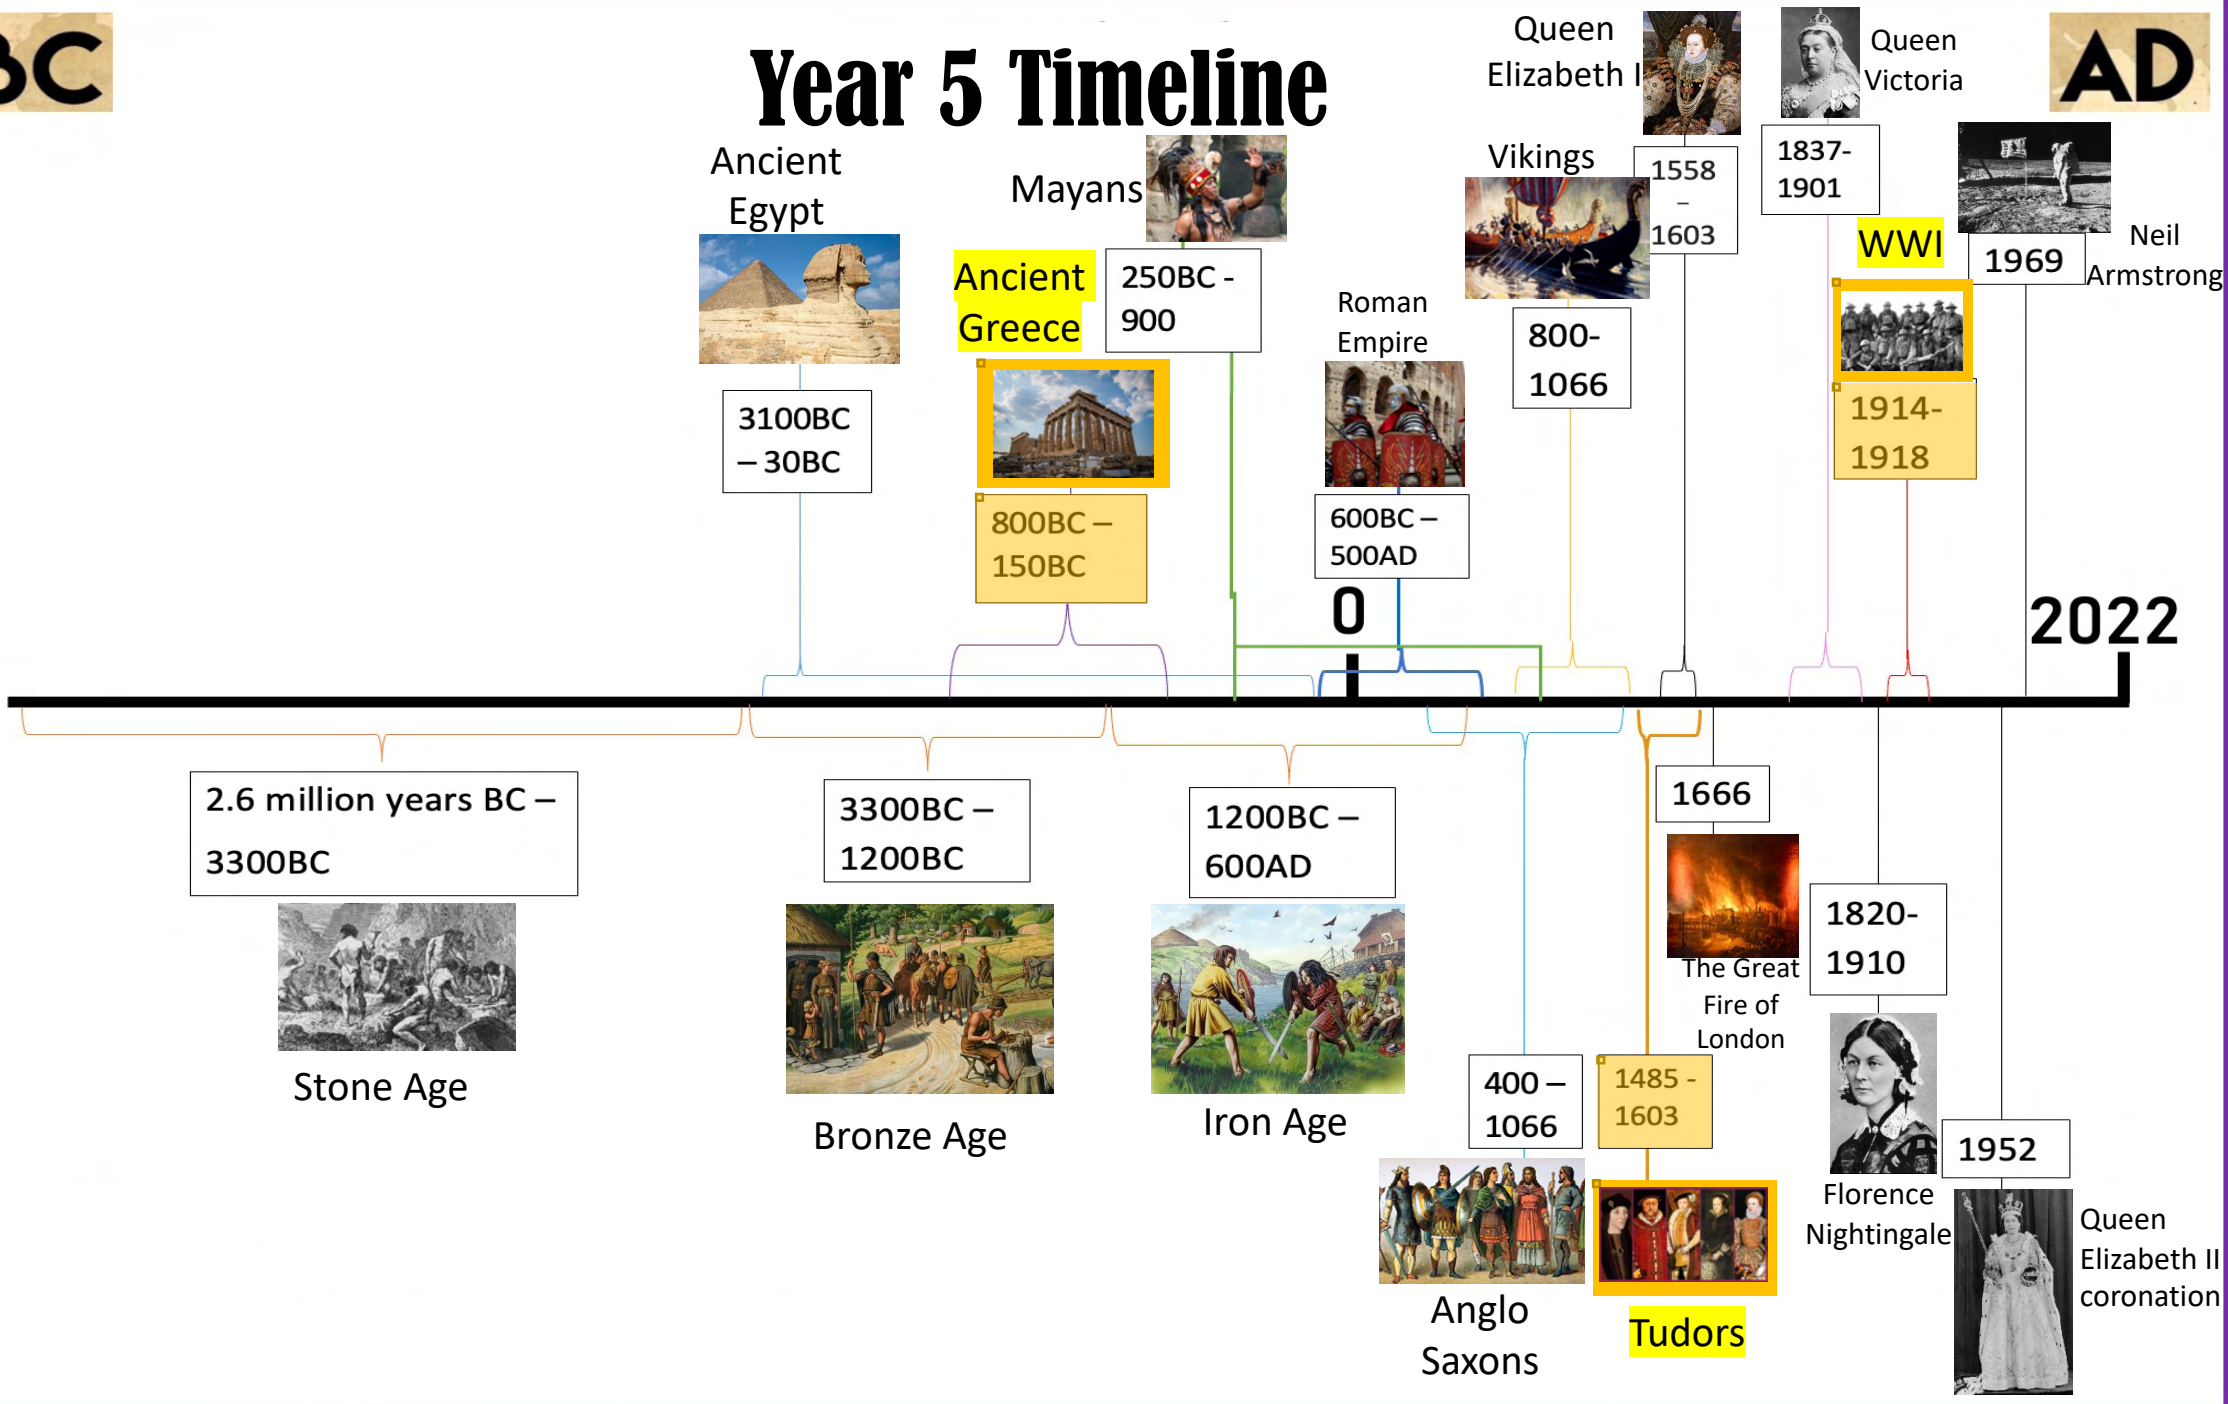 BC
Year 5 Timeline
AD
Queen
Elizabeth I
1558
–
1603
Queen
Victoria
1837-
1901
Ancient
Egypt
3100BC
– 30BC
Ancient
Greece
800BC –
150BC
Mayans
250BC -
900
Roman
Empire
600BC –
500AD
Vikings
800-
1066
WWI
1914-
1918
1969
Neil
Armstrong
0
2022
2.6 million years BC –
3300BC
Stone Age
3300BC –
1200BC
Bronze Age
1200BC –
600AD
Iron Age
400 –
1066
Anglo
Saxons
1485 -
1603
Tudors
1666
The Great
Fire of
London
1820-
1910
Florence
Nightingale
1952
Queen
Elizabeth II
coronation